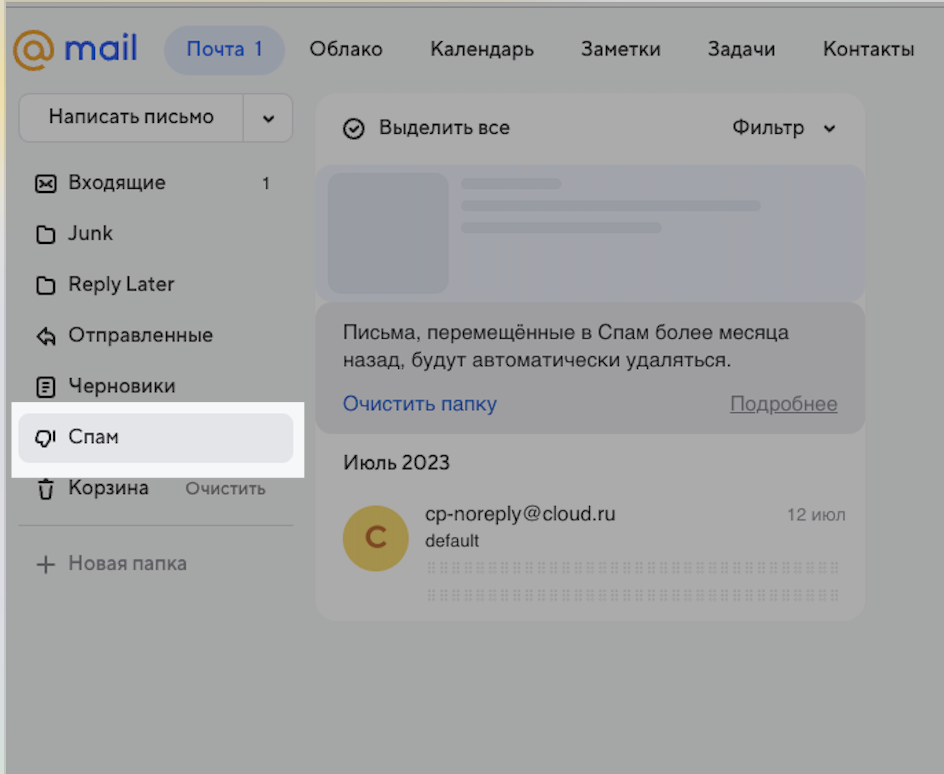 @mail
Почта 1
Облако
Календарь
Заметки
Задачи
Контакты
Написать письмо
Выделить все
Фильтр
Входящие 1
Junk
Reply Later
Отправленные
Черновики
Спам
Корзина Очистить
Новая папка
Письма, перемещённые в Спам более месяца
назад, будут автоматически удаляться.
Очистить папку
Подробнее
Июль 2023
C
cp-noreply@cloud.ru
12 июл
default